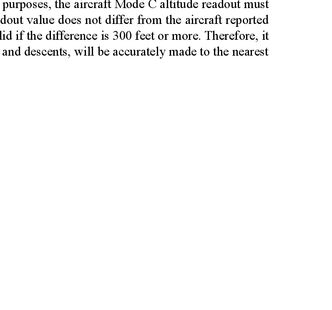 purposes, the aircraft Mode C altitude readout must
dout value does not differ from the aircraft reported
lid if the difference is 300 feet or more. Therefore, it
and descents, will be accurately made to the nearest